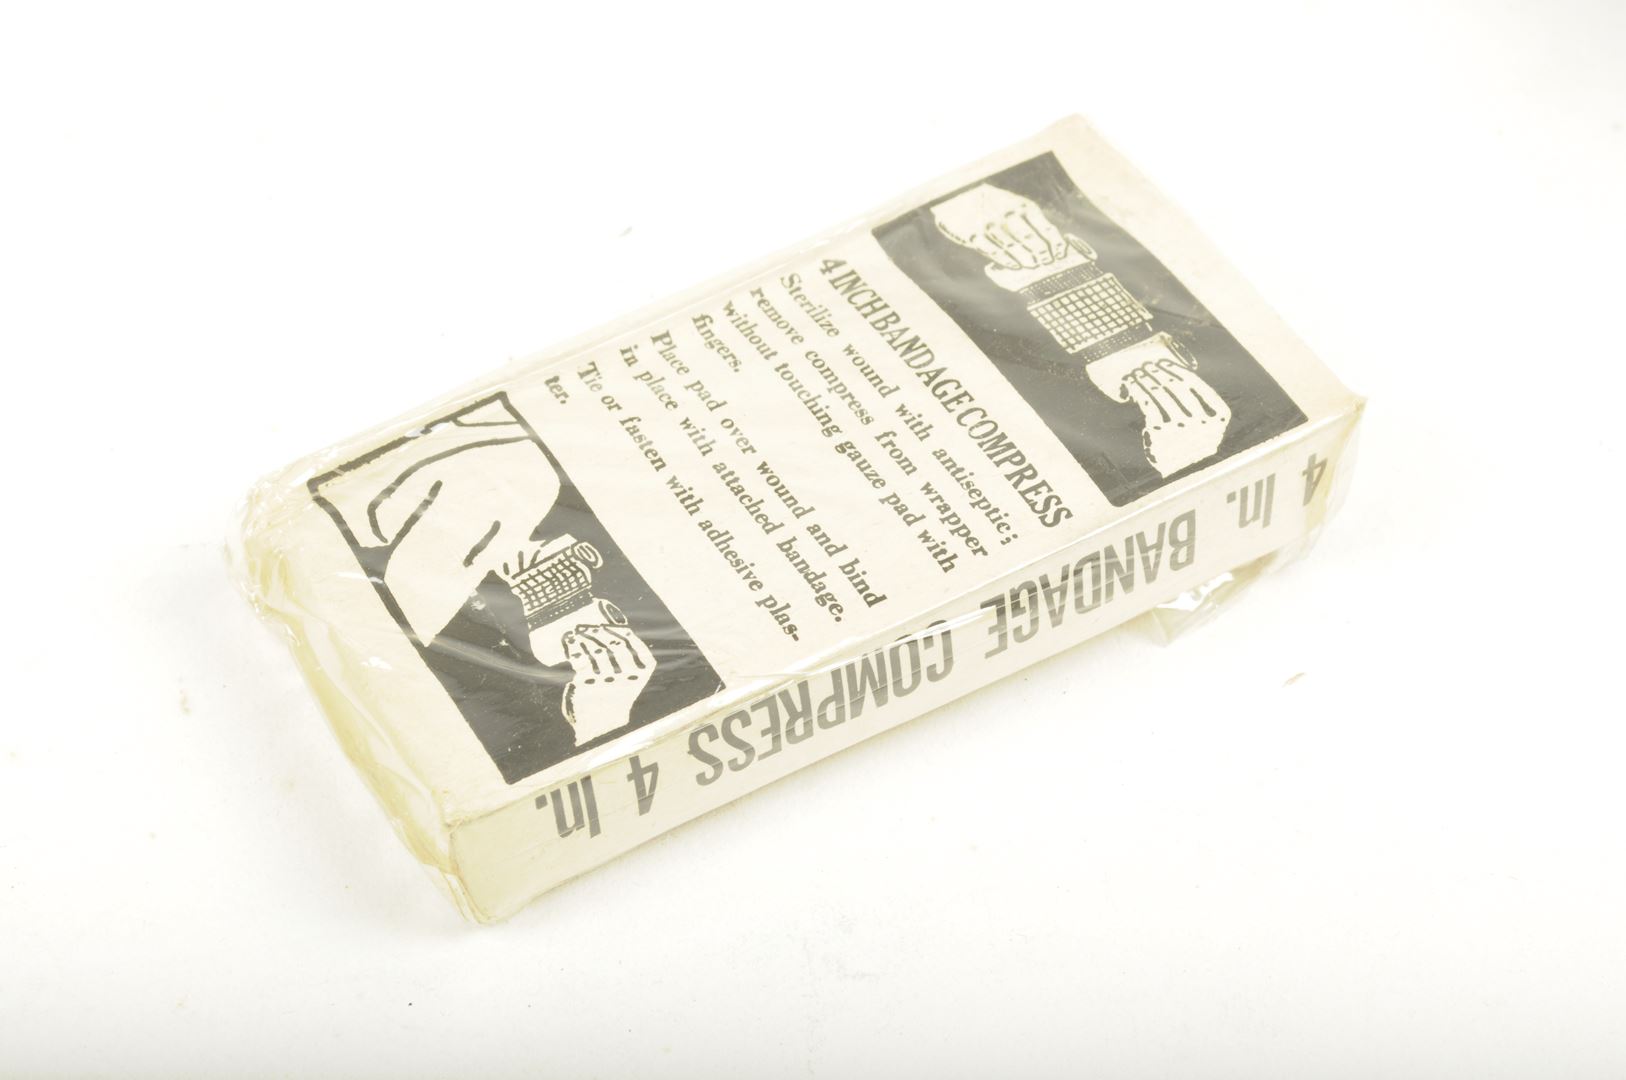 4 INCH BANDAGE COMPRESS
Sterilize wound with antiseptic;
remove compress from wrapper
without touching gauze pad with
fingers.
Place pad over wound and bind
in place with attached bandage.
Tie or fasten with adhesive plas-
ter.
4 In. BANDAGE COMPRESS 4 In.